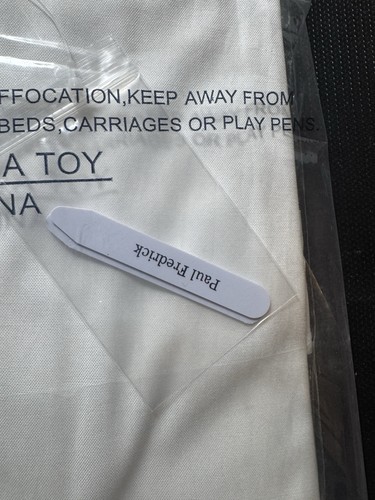 FFOCATION,KEEP AWAY FROM
BEDS,CARRIAGES OR PLAY PENS.
A TOY
NA
Paul Fredrick